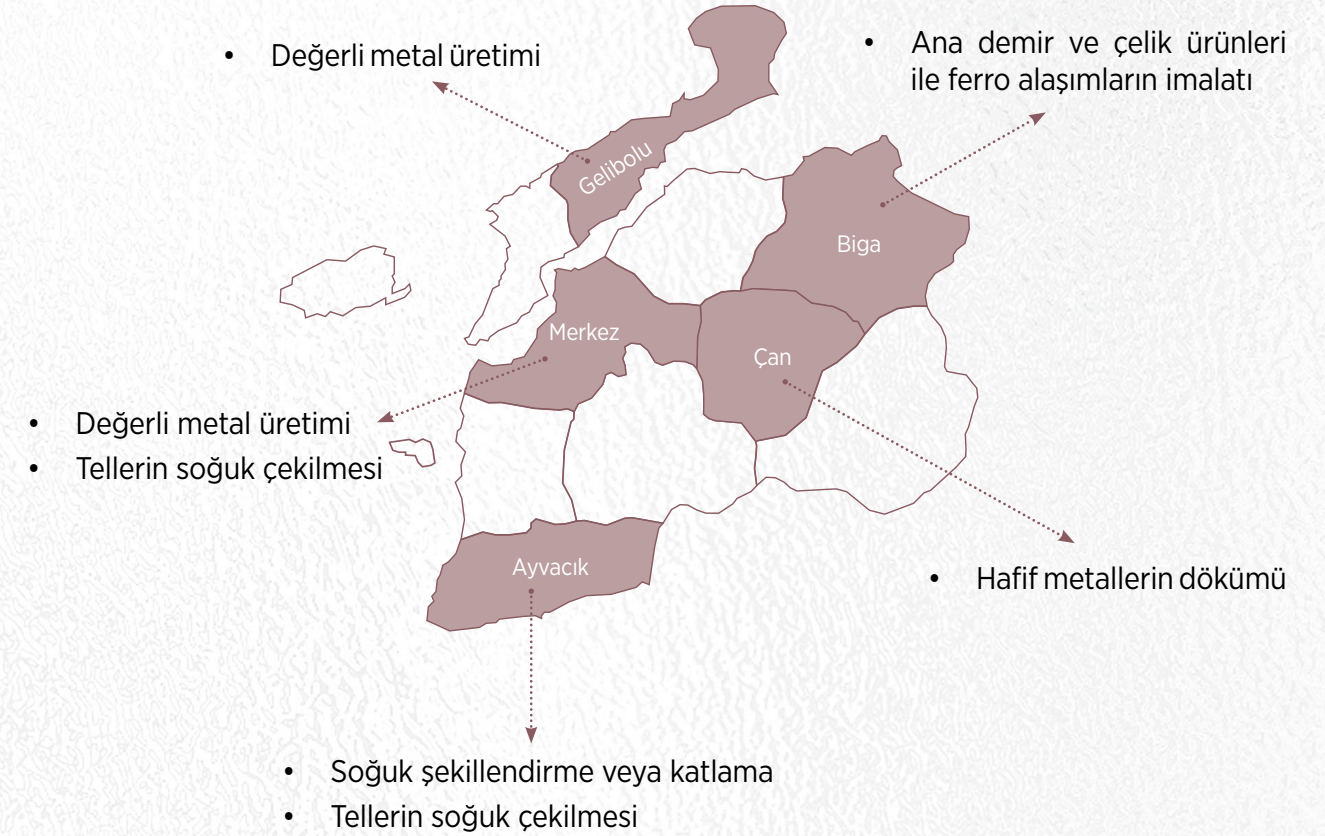 • Değerli metal üretimi
• Ana demir ve çelik ürünleri
ile ferro alaşımların imalatı
Gelibolu
Biga
Merkez
Çan
• Değerli metal üretimi
• Tellerin soğuk çekilmesi
Ayvacık
• Hafif metallerin dökümü
• Soğuk şekillendirme veya katlama
• Tellerin soğuk çekilmesi